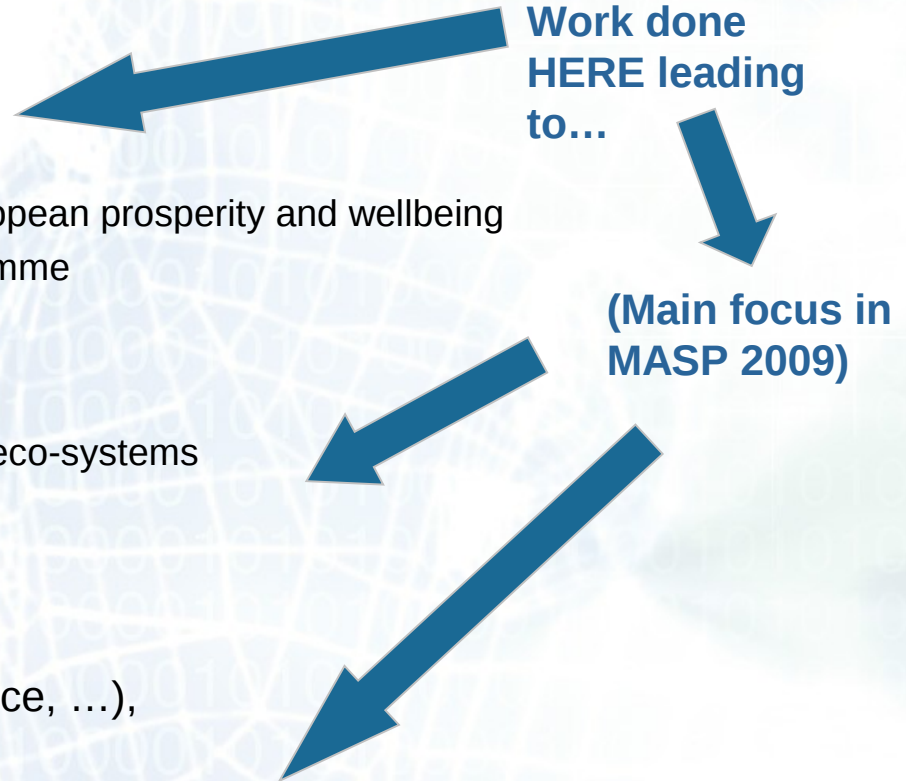 Work done
HERE leading
to…
opean prosperity and wellbeing
mme
(Main focus in
MASP 2009)
eco-systems
ce, …),